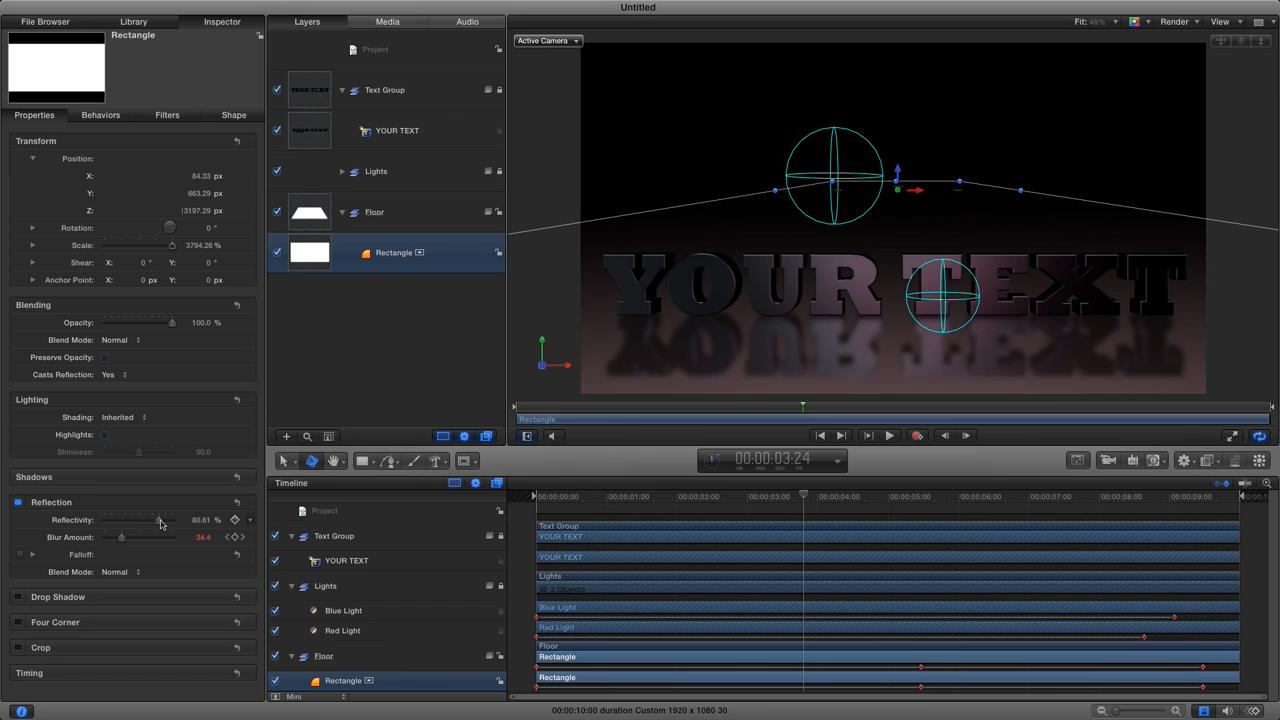 Untitled
File Browser Library Inspector Layers Media Audio Fit: 48% Render View
Rectangle
Active Camera
Project
Text Group
YOUR TEXT
Lights
Floor
Rectangle
Properties Behaviors Filters Shape
Transform
Position:
X: 84.33 px
Y: 663.29 px
Z: 3197.29 px
Rotation: 0 °
Scale: 3794.26 %
Shear: X: 0 ° Y: 0 °
Anchor Point: X: 0 px Y: 0 px
Blending
Opacity: 100.0 %
Blend Mode: Normal
Preserve Opacity:
Casts Reflection: Yes
Lighting
Shading: Inherited
Highlights:
Shininess: 50.0
Shadows
Reflection
Reflectivity: 80.61 %
Blur Amount: 24.4
Falloff:
Blend Mode: Normal
Drop Shadow
Four Corner
Crop
Timing
YOUR TEXT
Rectangle
00:00:03:24
HR MIN SEC FR
Timeline
00:00:00:00 00:00:01:00 00:00:02:00 00:00:03:00 00:00:04:00 00:00:05:00 00:00:06:00 00:00:07:00 00:00:08:00 00:00:09:00
Project
Text Group
YOUR TEXT
Lights
Blue Light
Red Light
Floor
Rectangle
Mini
Text Group
YOUR TEXT
YOUR TEXT
Lights
2 Objects
Blue Light
Red Light
Floor
Rectangle
Rectangle
00:00:10:00 duration Custom 1920 x 1080 30